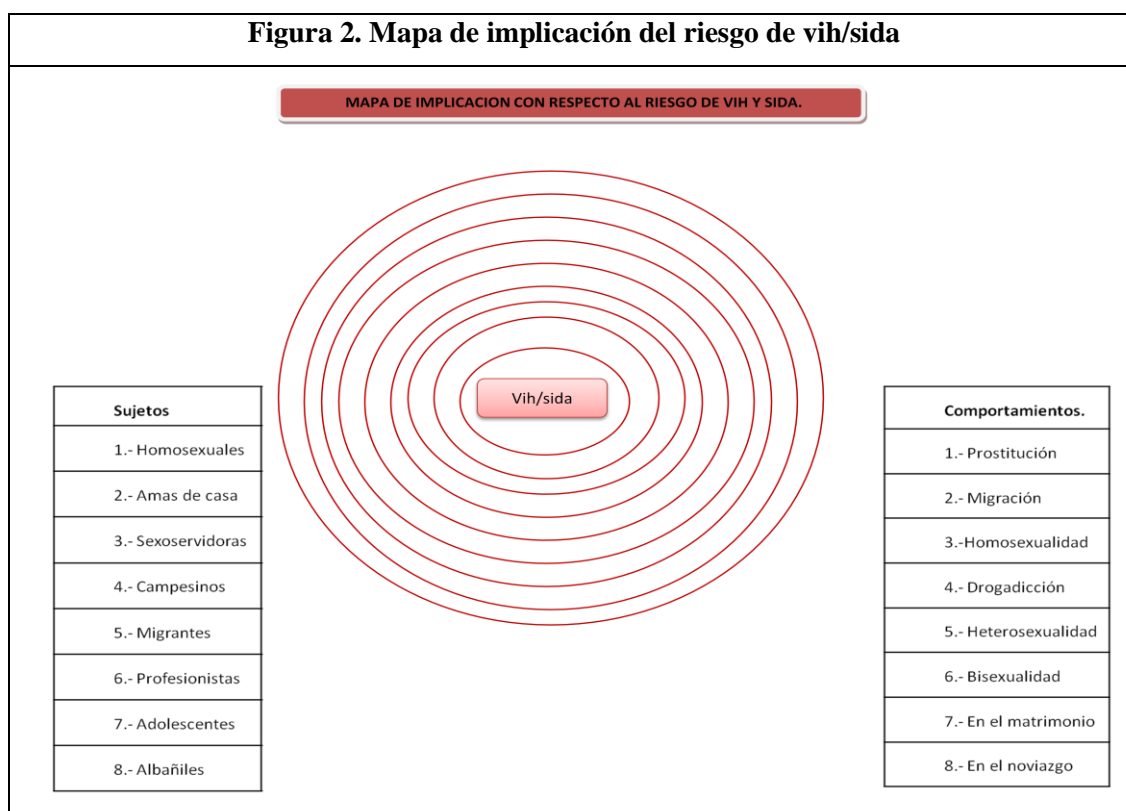 Figura 2. Mapa de implicación del riesgo de vih/sida
MAPA DE IMPLICACION CON RESPECTO AL RIESGO DE VIH Y SIDA.
Vih/sida
Sujetos
1.- Homosexuales
2.- Amas de casa
3.- Sexoservidoras
4.- Campesinos
5.- Migrantes
6.- Profesionistas
7.- Adolescentes
8.- Albañiles
Comportamientos.
1.- Prostitución
2.- Migración
3.-Homosexualidad
4.- Drogadicción
5.- Heterosexualidad
6.- Bisexualidad
7.- En el matrimonio
8.- En el noviazgo